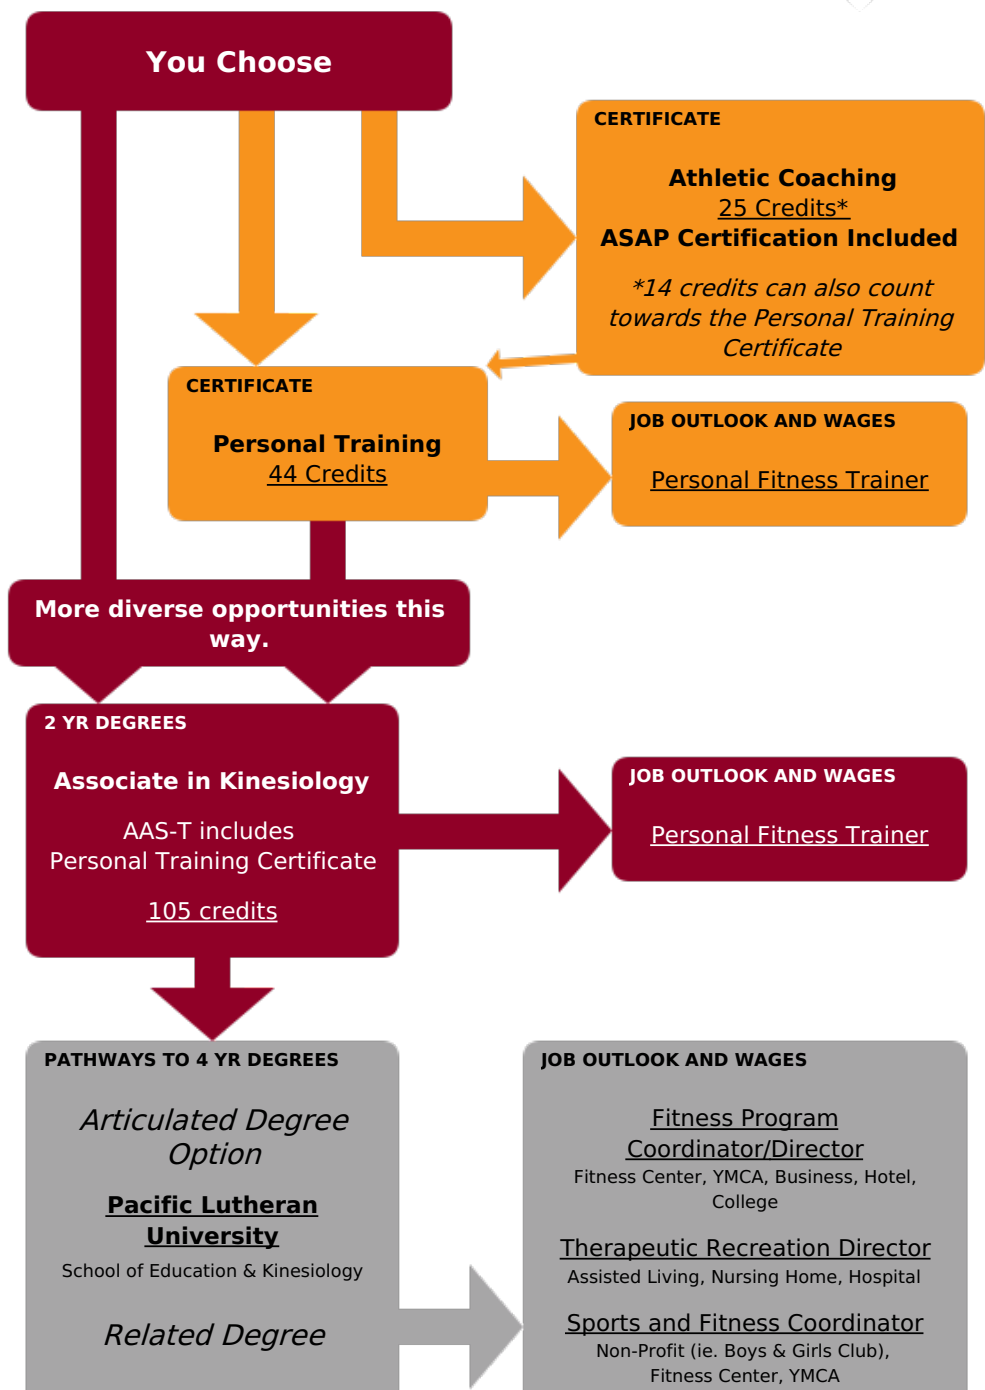 You Choose
CERTIFICATE
Athletic Coaching
25 Credits*
ASAP Certification Included
*14 credits can also count
towards the Personal Training
Certificate
CERTIFICATE
Personal Training
44 Credits
JOB OUTLOOK AND WAGES
Personal Fitness Trainer
More diverse opportunities this
way.
2 YR DEGREES
Associate in Kinesiology
AAS-T includes
Personal Training Certificate
105 credits
JOB OUTLOOK AND WAGES
Personal Fitness Trainer
PATHWAYS TO 4 YR DEGREES
Articulated Degree
Option
Pacific Lutheran
University
School of Education & Kinesiology
Related Degree
JOB OUTLOOK AND WAGES
Fitness Program
Coordinator/Director
Fitness Center, YMCA, Business, Hotel,
College
Therapeutic Recreation Director
Assisted Living, Nursing Home, Hospital
Sports and Fitness Coordinator
Non-Profit (ie. Boys & Girls Club),
Fitness Center, YMCA